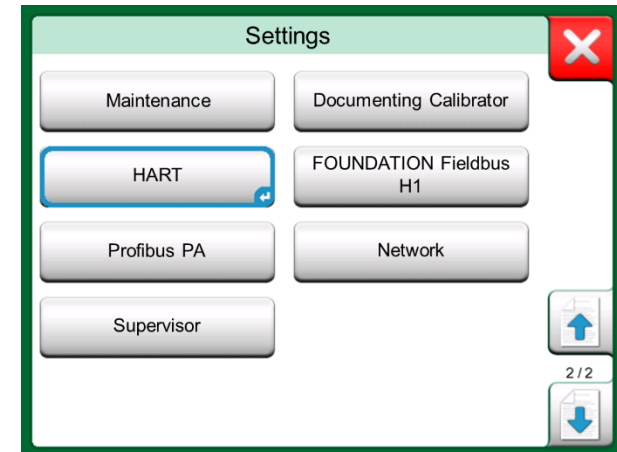 Settings
Maintenance
Documenting Calibrator
HART
FOUNDATION Fieldbus
H1
Profibus PA
Network
Supervisor
2/2